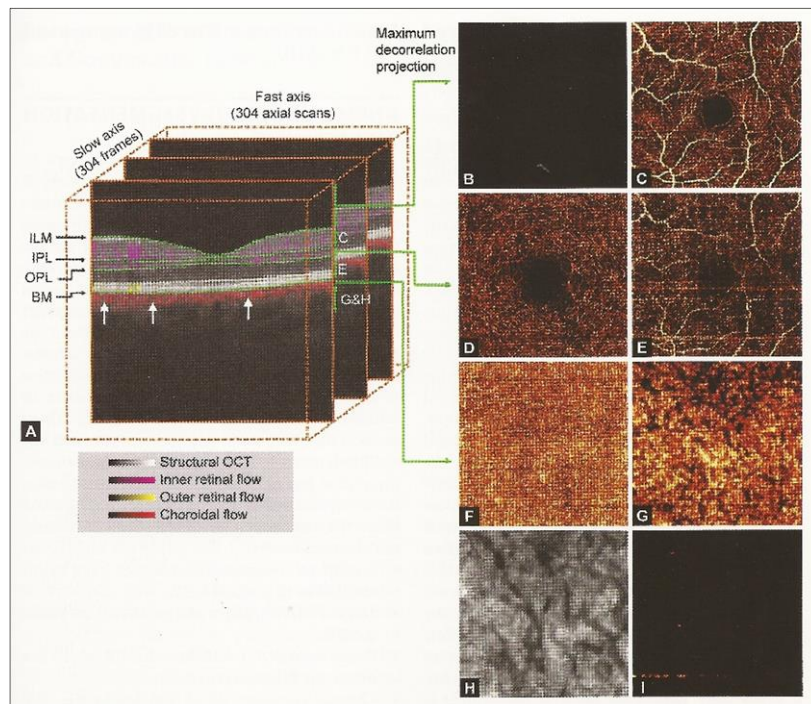 Maximum
decorrelation
projection
Fast axis
(304 axial scans)
Slow axis
(304 frames)
ILM
IPL
OPL
BM
C
E
G&H
A
Structural OCT
Inner retinal flow
Outer retinal flow
Choroidal flow
B
C
D
E
F
G
H
I